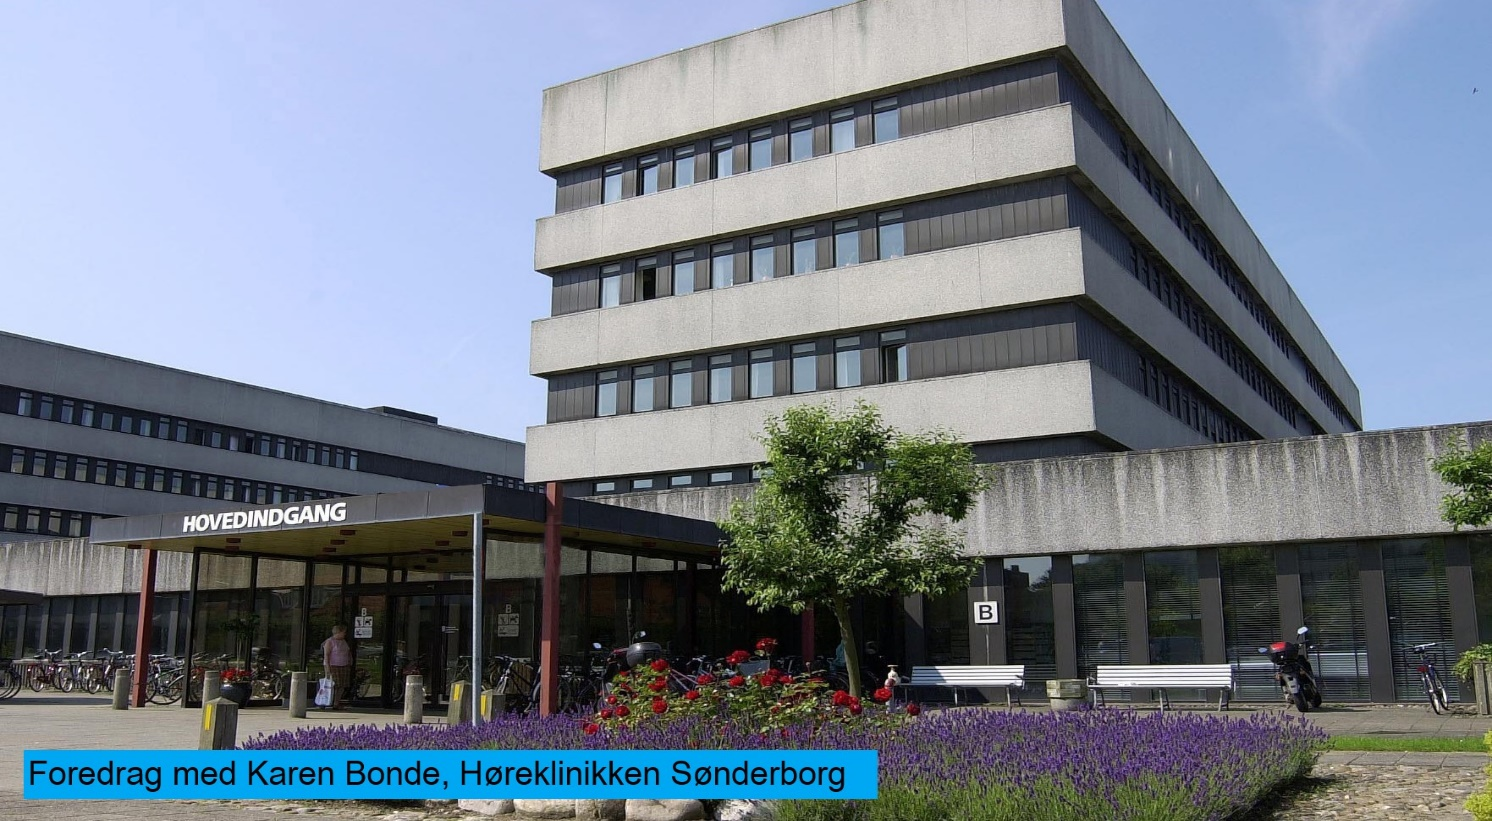 HOVEDINDGANG
B
B
B
Foredrag med Karen Bonde, Høreklinikken Sønderborg